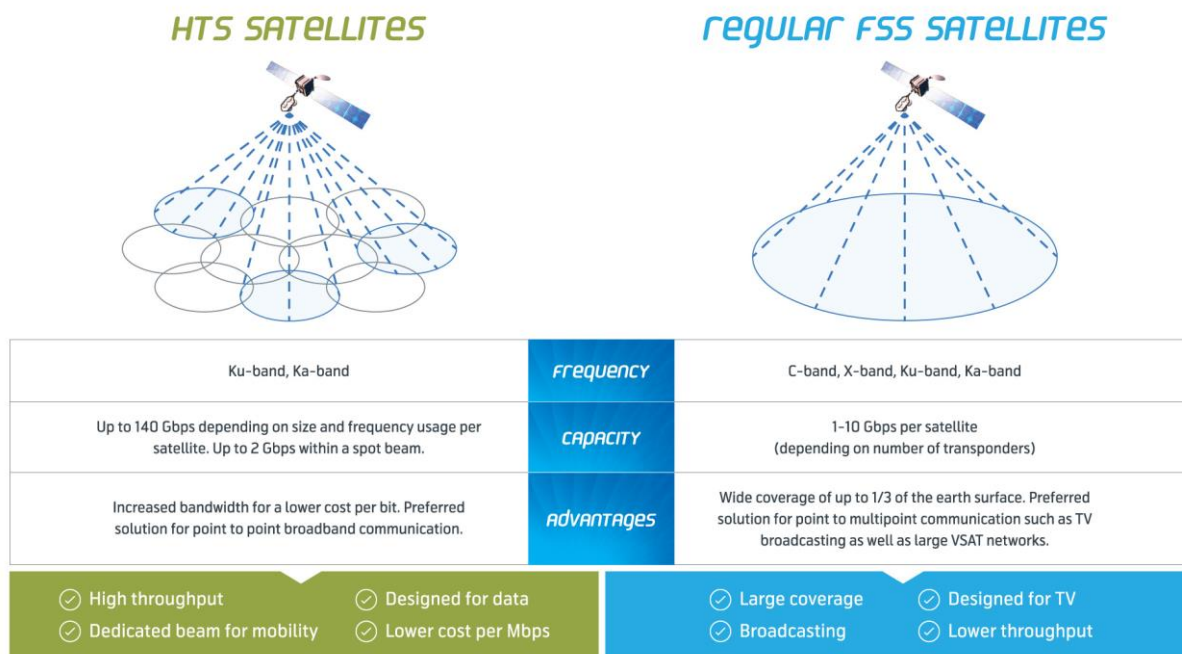 HTS SATELLITES
REGULAR FSS SATELLITES
Ku-band, Ka-band
FREQUENCY
C-band, X-band, Ku-band, Ka-band
Up to 140 Gbps depending on size and frequency usage per
satellite. Up to 2 Gbps within a spot beam.
CAPACITY
1-10 Gbps per satellite
(depending on number of transponders)
Increased bandwidth for a lower cost per bit. Preferred
solution for point to point broadband communication.
ADVANTAGES
Wide coverage of up to 1/3 of the earth surface. Preferred
solution for point to multipoint communication such as TV
broadcasting as well as large VSAT networks.
High throughput
Designed for data
Dedicated beam for mobility
Lower cost per Mbps
Large coverage
Designed for TV
Broadcasting
Lower throughput